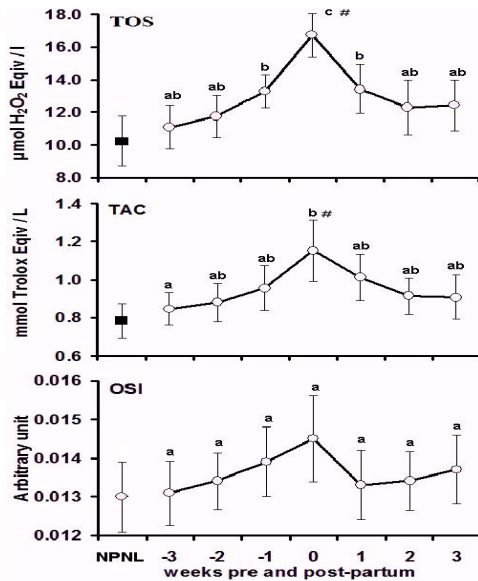 TOS
μmol H₂O₂ Eqiv / l
18.0
16.0
14.0
12.0
10.0
8.0
ab
ab
b
c #
b
ab
ab
TAC
mmol Trolox Eqiv / L
1.4
1.2
1.0
0.8
0.6
a
ab
ab
b #
ab
ab
ab
OSI
Arbitrary unit
0.016
0.015
0.014
0.013
0.012
a
a
a
a
a
a
a
NPNL -3 -2 -1 0 1 2 3
weeks pre and post-partum